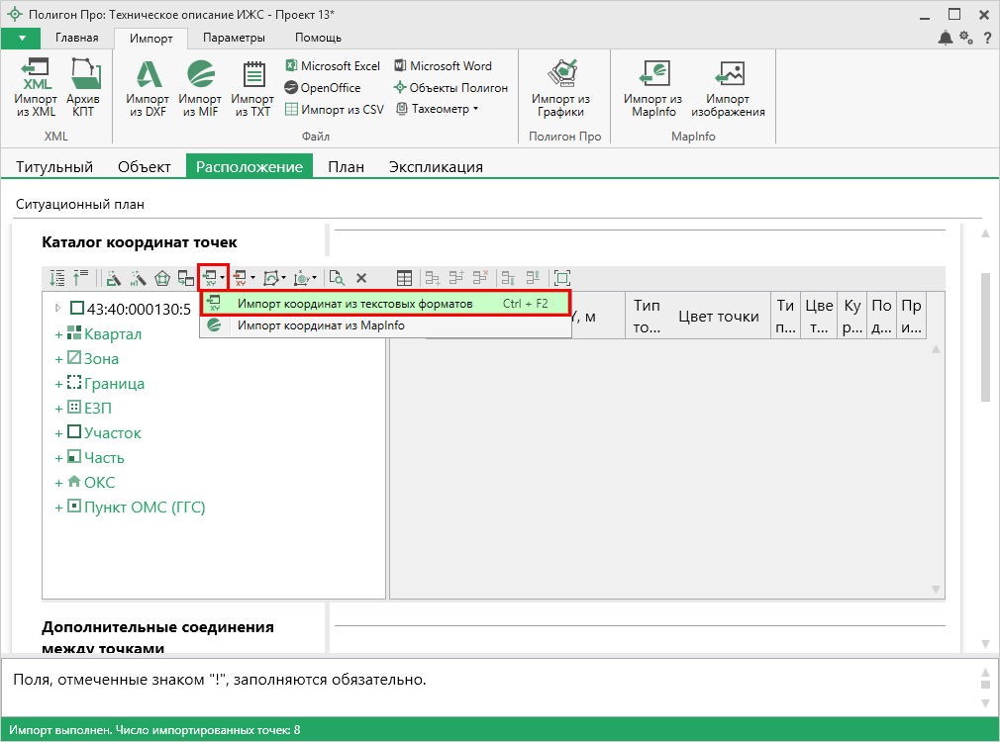 Полигон Про: Техническое описание ИЖС - Проект 13*
Главная Импорт Параметры Помощь
?
XML
Импорт из XML
Архив КПТ
XML
Импорт из DXF
Импорт из MIF
Импорт из TXT
Microsoft Excel
OpenOffice
Импорт из CSV
Microsoft Word
Объекты Полигон
Тахеометр
Файл
Импорт из Графики
Полигон Про
Импорт из MapInfo
Импорт изображения
MapInfo
Титульный Объект Расположение План Экспликация
Ситуационный план
Каталог координат точек
XY XY
Импорт координат из текстовых форматов Ctrl + F2
XY
Импорт координат из MapInfo
43:40:000130:5
+ Квартал
+ Зона
+ Граница
+ ЕЗП
+ Участок
+ Часть
+ ОКС
+ Пункт ОМС (ГГС)
Y, м
Тип то...
Цвет точки
Ти п...
Цве т...
Ку р...
По д...
Пр и...
Дополнительные соединения
между точками
Поля, отмеченные знаком "!", заполняются обязательно.
Импорт выполнен. Число импортированных точек: 8